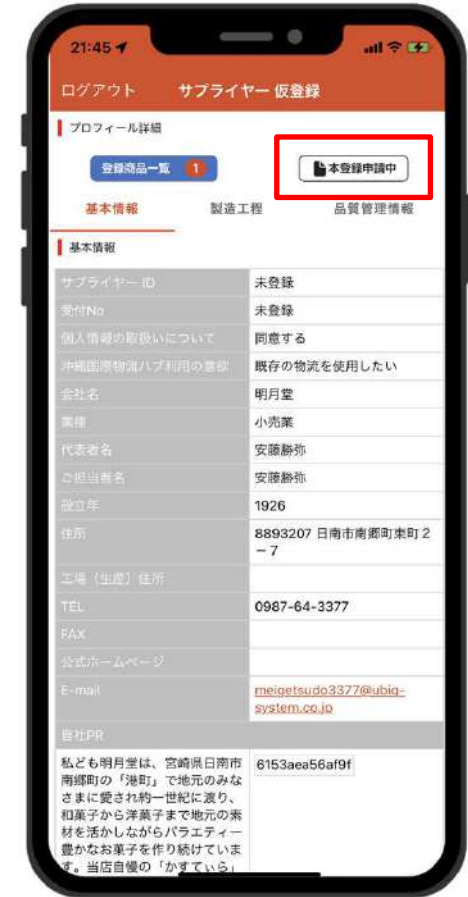 21:45
ログアウト サプライヤー 仮登録
プロフィール詳細
登録商品一覧 1
本登録申請中
基本情報 製造工程 品質管理情報
基本情報
サプライヤー ID 未登録
受付No 未登録
個人情報の取扱いについて 同意する
沖縄国際物流ハブ利用の意欲 既存の物流を使用したい
会社名 明月堂
業種 小売業
代表者名 安藤勝弥
ご担当者名 安藤勝弥
設立年 1926
住所 8893207 日南市南郷町東町2
−7
工場（生産）住所
TEL 0987-64-3377
FAX
公式ホームページ
E-mail meigetsudo3377@ubiq-
system.co.jp
自社PR
私ども明月堂は、宮崎県日南市 6153aea56af9f
南郷町の「港町」で地元のみな
さまに愛され約一世紀に渡り、
和菓子から洋菓子まで地元の素
材を活かしながらバラエティー
豊かなお菓子を作り続けていま
す。当店自慢の「かすてぃら」